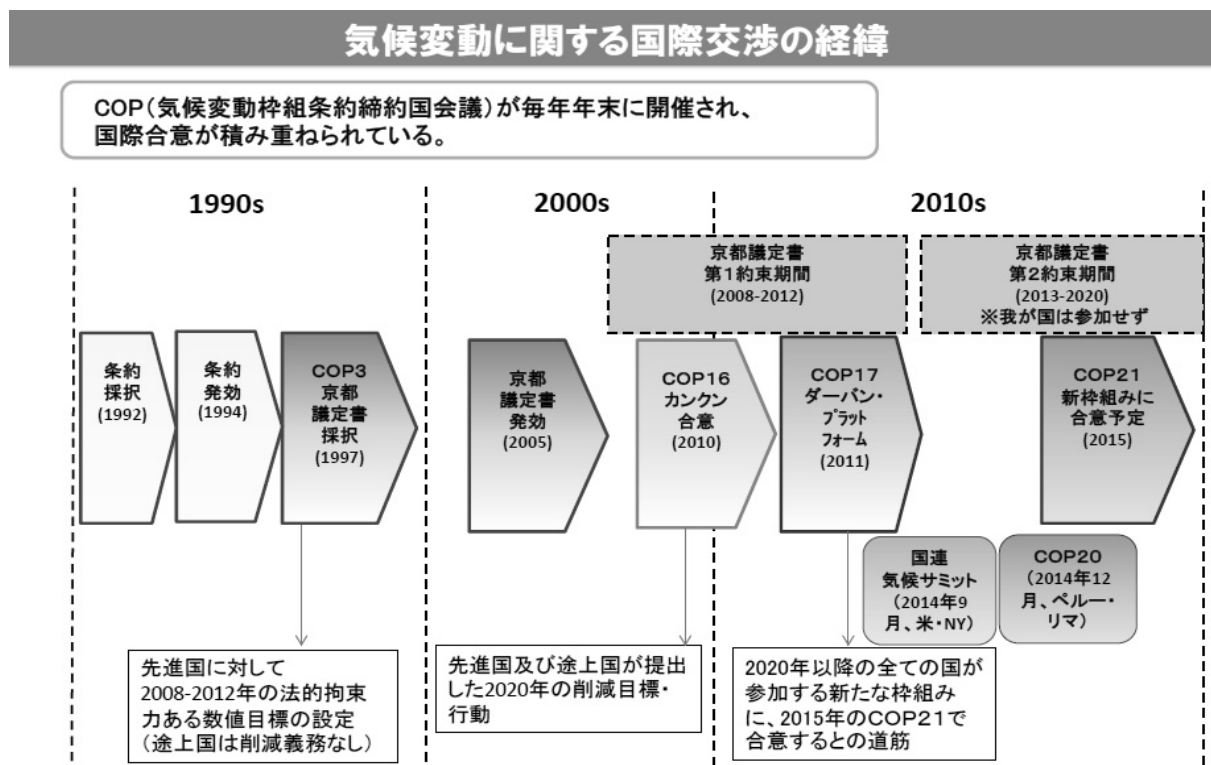 気候変動に関する国際交渉の経緯
COP(気候変動枠組条約締約国会議)が毎年年末に開催され、
国際合意が積み重ねられている。
1990s
2000s
2010s
京都議定書
第1約束期間
(2008-2012)
京都議定書
第2約束期間
(2013-2020)
※我が国は参加せず
条約
採択
(1992)
条約
発効
(1994)
COP3
京都
議定書
採択
(1997)
京都
議定書
発効
(2005)
COP16
カンクン
合意
(2010)
COP17
ダーバン・
プラット
フォーム
(2011)
COP21
新枠組みに
合意予定
(2015)
国連
気候サミット
(2014年9
月、米・NY)
COP20
(2014年12
月、ペルー・
リマ)
先進国に対して
2008-2012年の法的拘束
力ある数値目標の設定
(途上国は削減義務なし)
先進国及び途上国が提出
した2020年の削減目標・
行動
2020年以降の全ての国が
参加する新たな枠組み
に、2015年のCOP21で
合意するとの道筋